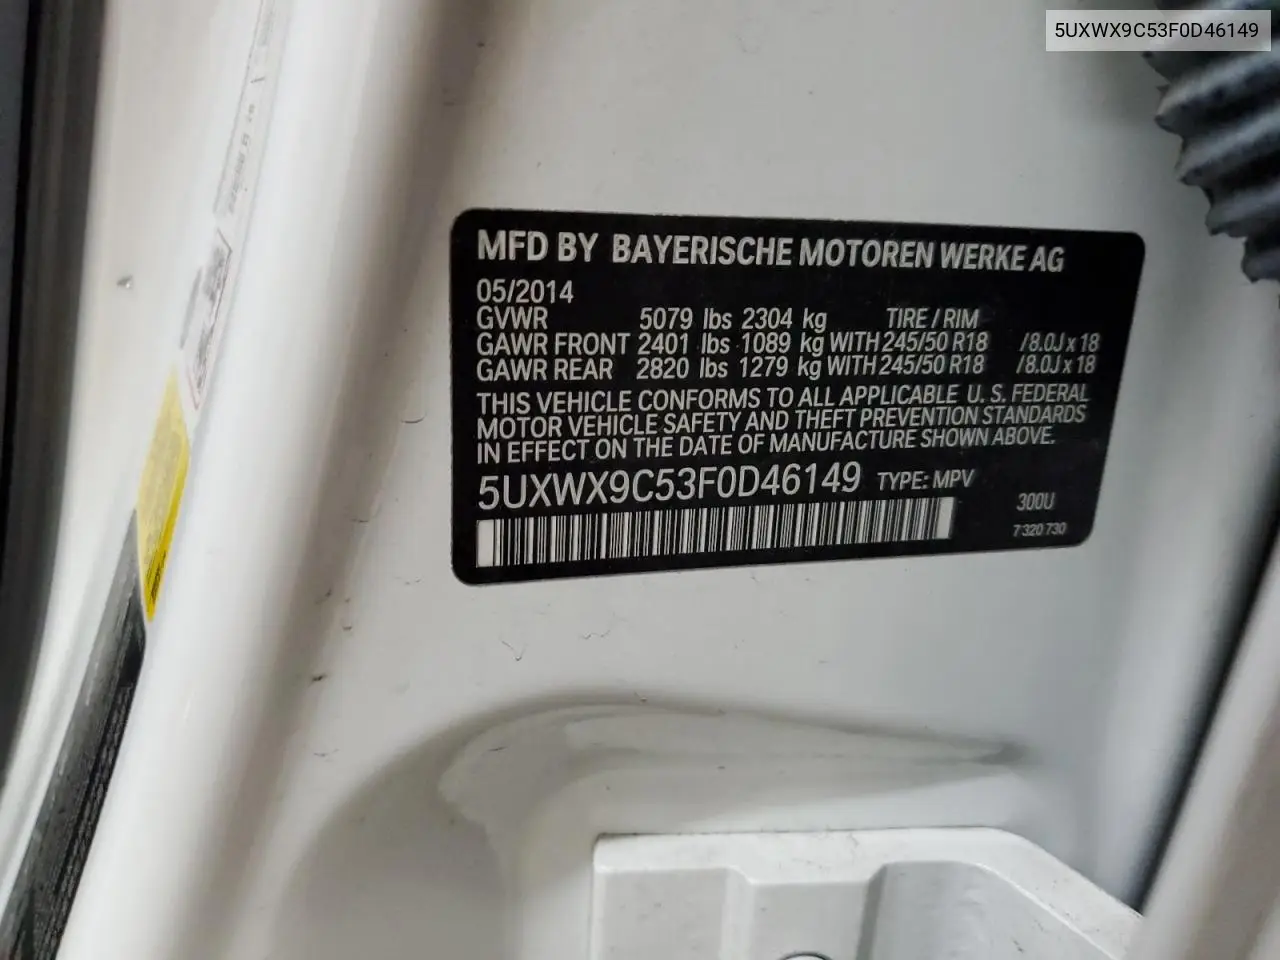 5UXWX9C53F0D46149
MFD BY BAYERISCHE MOTOREN WERKE AG
05/2014
GVWR 5079 lbs 2304 kg TIRE / RIM
GAWR FRONT 2401 lbs 1089 kg WITH 245/50 R18 /8.0J x 18
GAWR REAR 2820 lbs 1279 kg WITH 245/50 R18 /8.0J x 18
THIS VEHICLE CONFORMS TO ALL APPLICABLE U. S. FEDERAL
MOTOR VEHICLE SAFETY AND THEFT PREVENTION STANDARDS
IN EFFECT ON THE DATE OF MANUFACTURE SHOWN ABOVE.
5UXWX9C53F0D46149 TYPE: MPV
300U
7 320 730